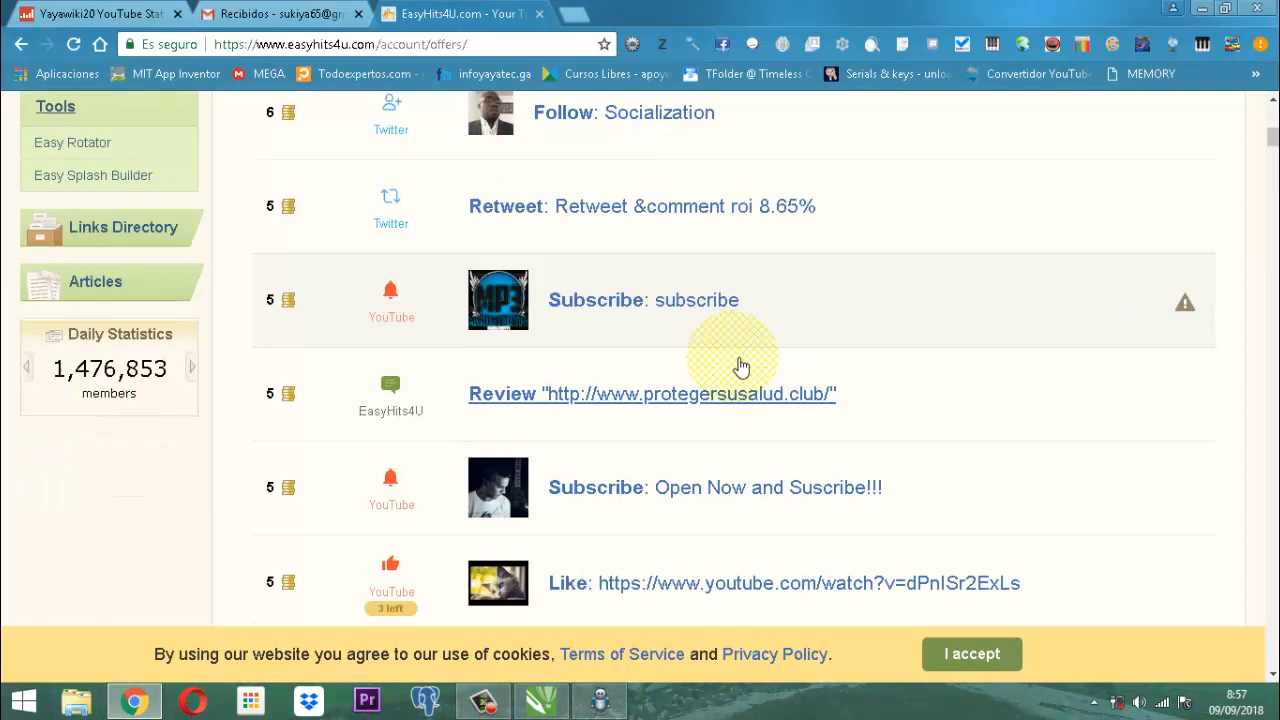 Yayawiki20 YouTube Stat
Recibidos - sukiya65@gm
EasyHits4U.com - Your T
Es seguro
https://www.easyhits4u.com/account/offers/
Aplicaciones
MIT App Inventor
MEGA
Todoexpertos.com -
infoyayatec.ga
Cursos Libres - apoy
TFolder @ Timeless
Serials & keys - unlo
Convertidor YouTub
MEMORY
»
Tools
Easy Rotator
Easy Splash Builder
Links Directory
Articles
Daily Statistics
1,476,853
members
6
Twitter
Follow: Socialization
5
Twitter
Retweet: Retweet &comment roi 8.65%
5
YouTube
MP3
Subscribe: subscribe
5
EasyHits4U
Review "http://www.protegersusalud.club/"
5
YouTube
Subscribe: Open Now and Suscribe!!!
5
YouTube
3 left
Like: https://www.youtube.com/watch?v=dPnISr2ExLs
By using our website you agree to our use of cookies, Terms of Service and Privacy Policy.
I accept
Pr
8:57
09/09/2018